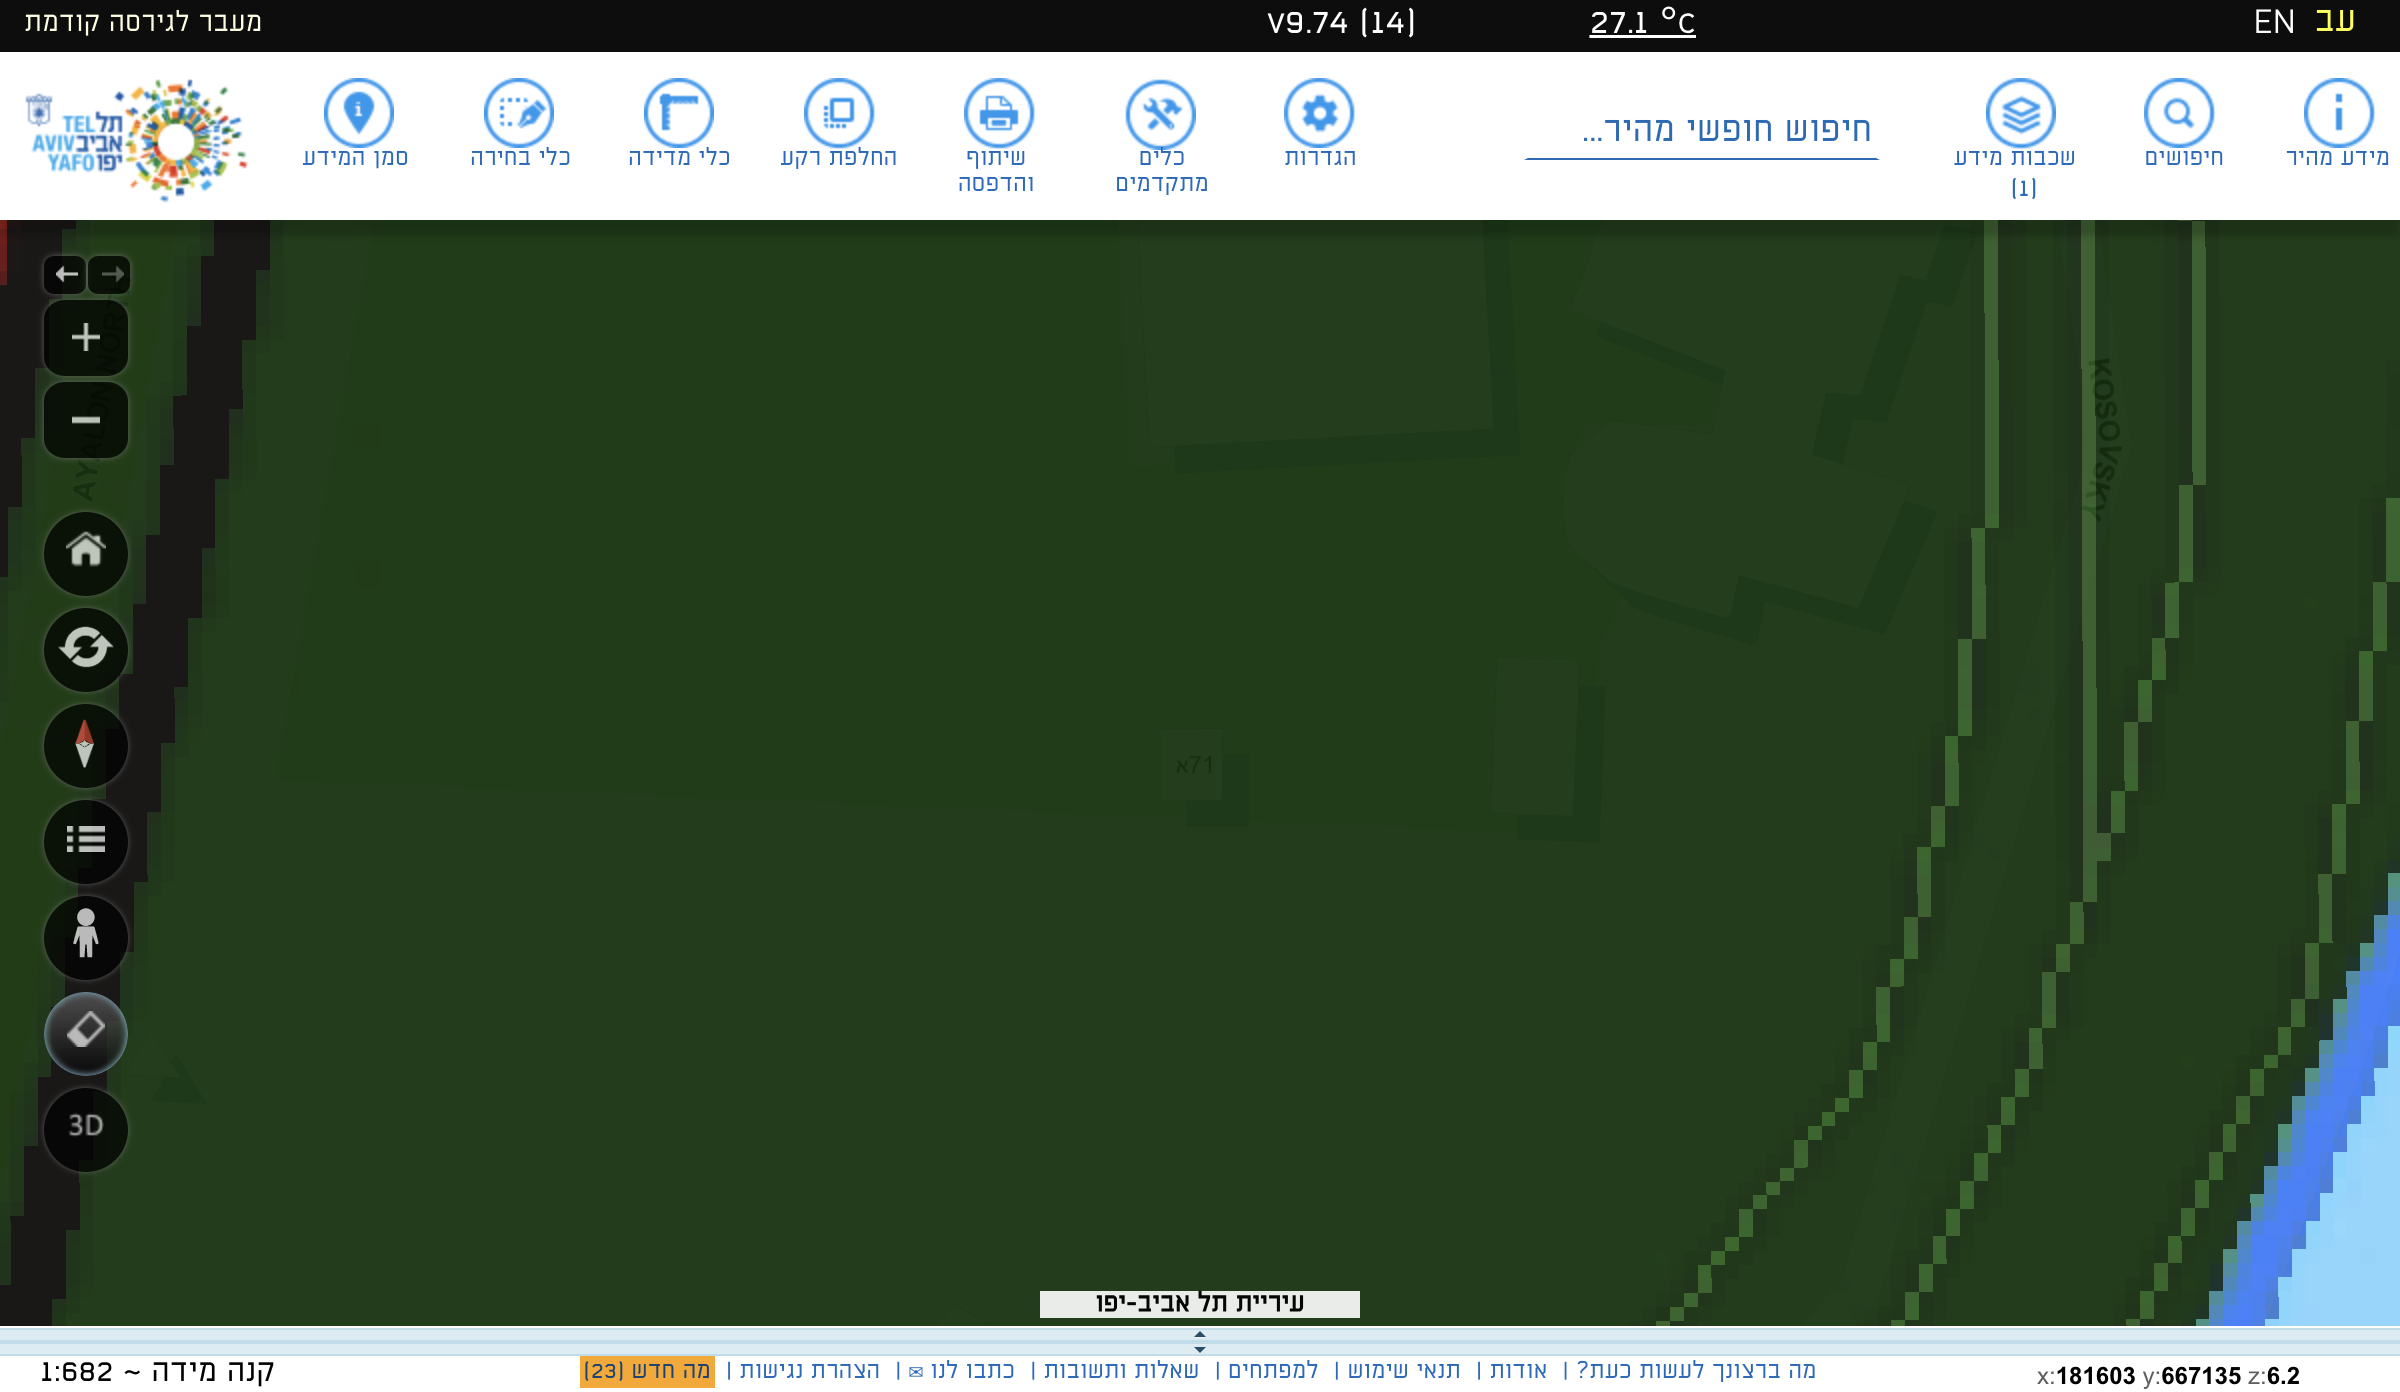 עב EN
27.1 °C
V9.74 (14)
מעבר לגירסה קודמת
מידע מהיר
חיפושים
שכבות מידע
(1)
חיפוש חופשי מהיר...
הגדרות
כלים
מתקדמים
שיתוף
והדפסה
החלפת רקע
כלי מדידה
כלי בחירה
סמן המידע
תל אביב יפו
TEL AVIV YAFO
AYALON NORT
KOSOVSKY
71א
3D
עיריית תל אביב-יפו
x:181603 y:667135 z:6.2
מה ברצונך לעשות כעת? | אודות | תנאי שימוש | למפתחים | שאלות ותשובות | כתבו לנו ✉ | הצהרת נגישות | מה חדש (23)
קנה מידה ~ 1:682